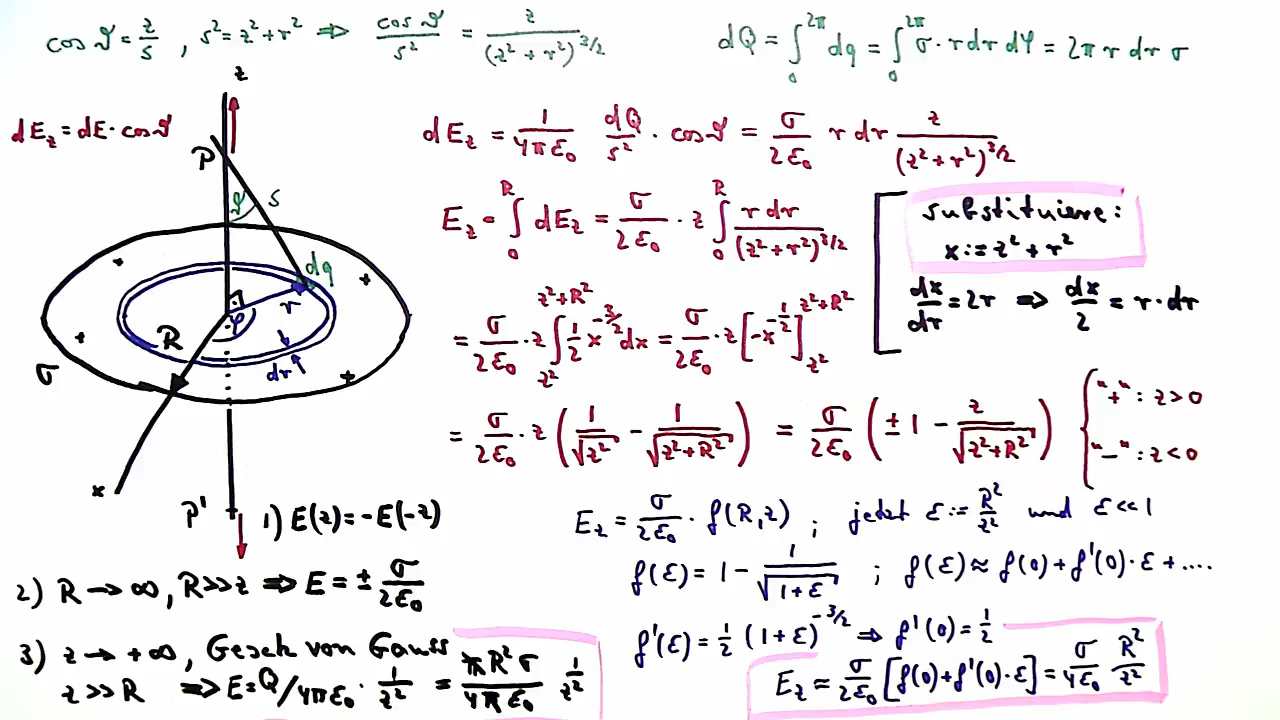 cos ϑ = z/s , s² = z² + r² ⇒ cos ϑ/s² = z/(z² + r²)^3/2
dQ = ∫₀^2π dq = ∫₀^2π σ · r dr dφ = 2π r dr σ
z
dE_z = dE · cos ϑ
dE_z = 1/(4πε₀) dQ/s² · cos ϑ = σ/(2ε₀) r dr z/(z² + r²)^3/2
P
ϑ
s
E_z = ∫₀^R dE_z = σ/(2ε₀) · z ∫₀^R r dr/(z² + r²)^3/2
substituiere:
x := z² + r²
dx/dr = 2r ⇒ dx/2 = r · dr
dq
r
φ
R
dr
σ
= σ/(2ε₀) · z ∫_z²^z²+R² 1/2 x^-3/2 dx = σ/(2ε₀) · z [-x^-1/2]_z²^z²+R²
= σ/(2ε₀) · z (1/√z² - 1/√(z²+R²)) = σ/(2ε₀) (± 1 - z/√(z²+R²))
"+" : z > 0
"-" : z < 0
x
P'
1) E(z) = -E(-z)
E_z = σ/(2ε₀) · f(R,z) ; jetzt ε := R²/z² und ε << 1
f(ε) = 1 - 1/√(1+ε) ; f(ε) ≈ f(0) + f'(0) · ε + ....
2) R → ∞, R >> z ⇒ E = ± σ/(2ε₀)
f'(ε) = 1/2 (1+ε)^-3/2 ⇒ f'(0) = 1/2
3) z → +∞, Gesetz von Gauss
z >> R ⇒ E = Q/4πε₀ · 1/z² = πR²σ/(4πε₀) 1/z²
E_z ≈ σ/(2ε₀) [f(0) + f'(0) · ε] = σ/(4ε₀) R²/z²